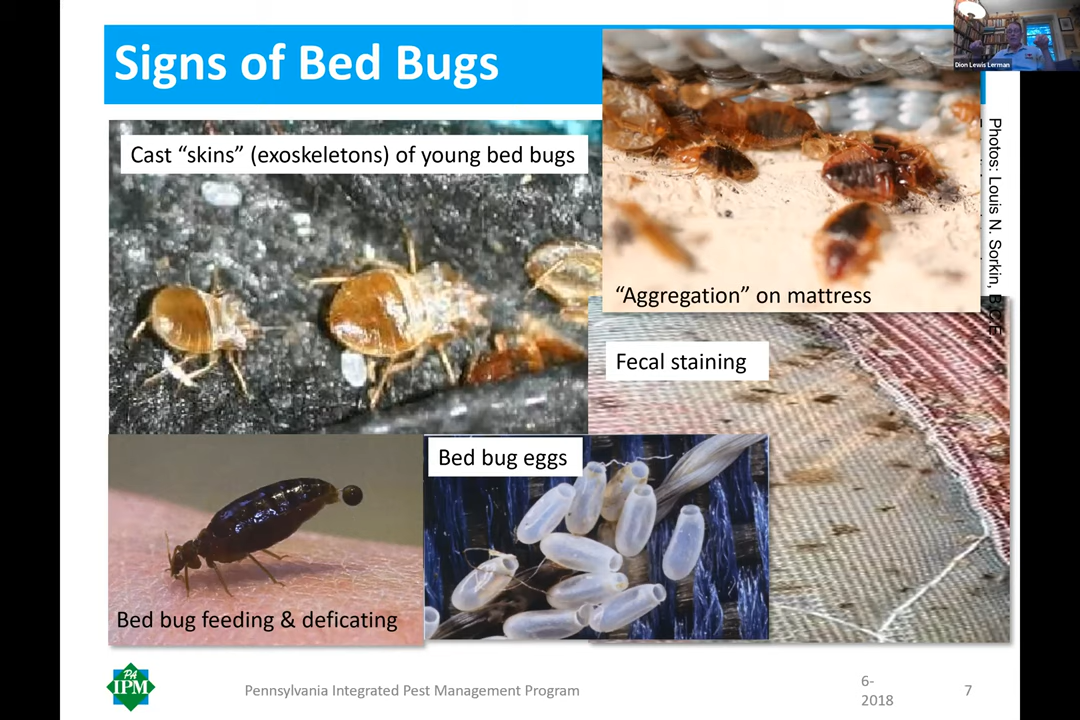 Signs of Bed Bugs
Dion Lewis Lerman
Cast “skins” (exoskeletons) of young bed bugs
“Aggregation” on mattress
Photos: Louis N. Sorkin, B.C.E.
Fecal staining
Bed bug eggs
Bed bug feeding & deficating
PA
IPM
Pennsylvania Integrated Pest Management Program
6-
2018
7